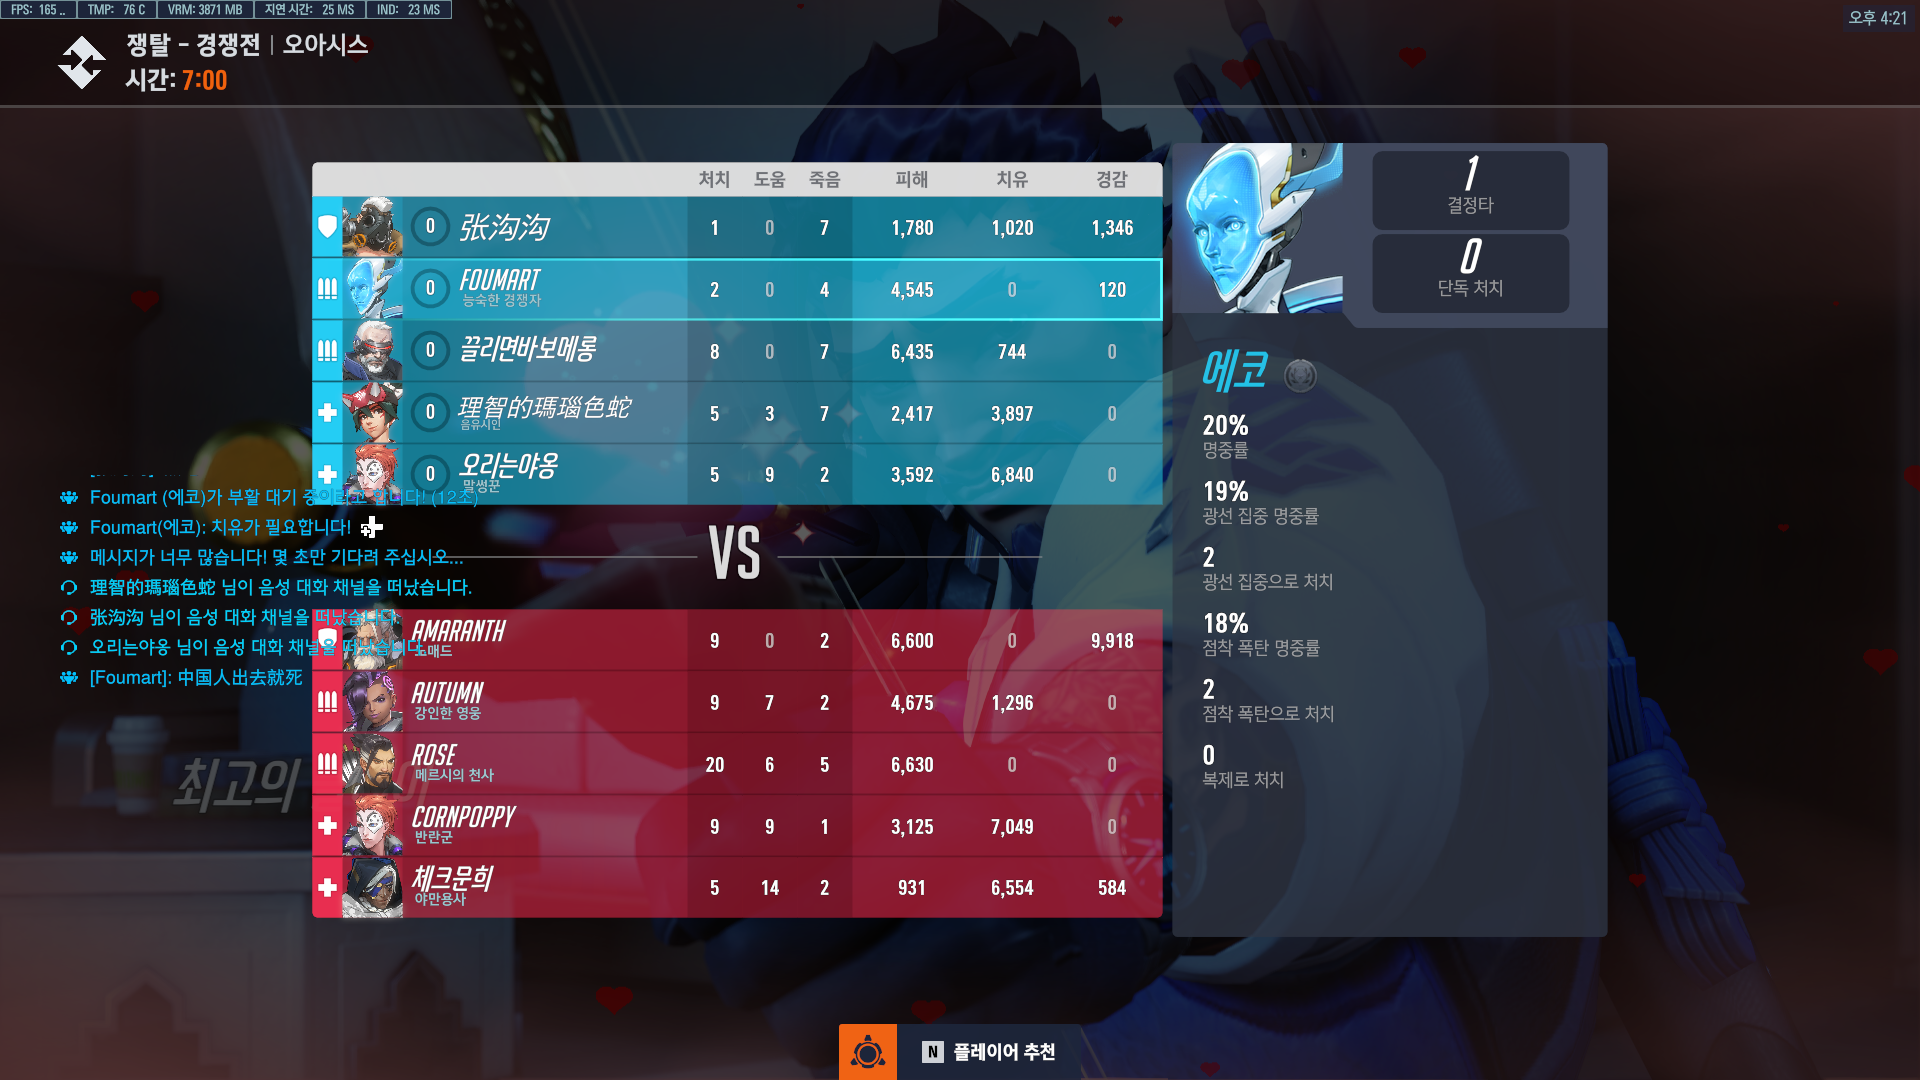 FPS: 165 .. TMP: 76 C VRM: 3871 MB 지연 시간: 25 MS IND: 23 MS
오후 4:21
쟁탈 - 경쟁전 | 오아시스
시간: 7:00
처치 도움 죽음 피해 치유 경감
0 张沟沟 1 0 7 1,780 1,020 1,346
0 FOUMART 2 0 4 4,545 0 120
능숙한 경쟁자
0 끌리면바보메롱 8 0 7 6,435 744 0
0 理智的瑪瑙色蛇 5 3 7 2,417 3,897 0
음유시인
0 오리는야옹 5 9 2 3,592 6,840 0
말썽꾼
VS
AMARANTH 9 0 2 6,600 0 9,918
노매드
AUTUMN 9 7 2 4,675 1,296 0
강인한 영웅
ROSE 20 6 5 6,630 0 0
메르시의 천사
CORNPOPPY 9 9 1 3,125 7,049 0
반란군
체크문희 5 14 2 931 6,554 584
야만용사
Foumart (에코)가 부활 대기 중이라고 합니다! (12초)
Foumart(에코): 치유가 필요합니다!
메시지가 너무 많습니다! 몇 초만 기다려 주십시오...
理智的瑪瑙色蛇 님이 음성 대화 채널을 떠났습니다.
张沟沟 님이 음성 대화 채널을 떠났습니다.
오리는야옹 님이 음성 대화 채널을 떠났습니다.
[Foumart]: 中国人出去就死
최고의
1
결정타
0
단독 처치
에코
20%
명중률
19%
광선 집중 명중률
2
광선 집중으로 처치
18%
점착 폭탄 명중률
2
점착 폭탄으로 처치
0
복제로 처치
N 플레이어 추천